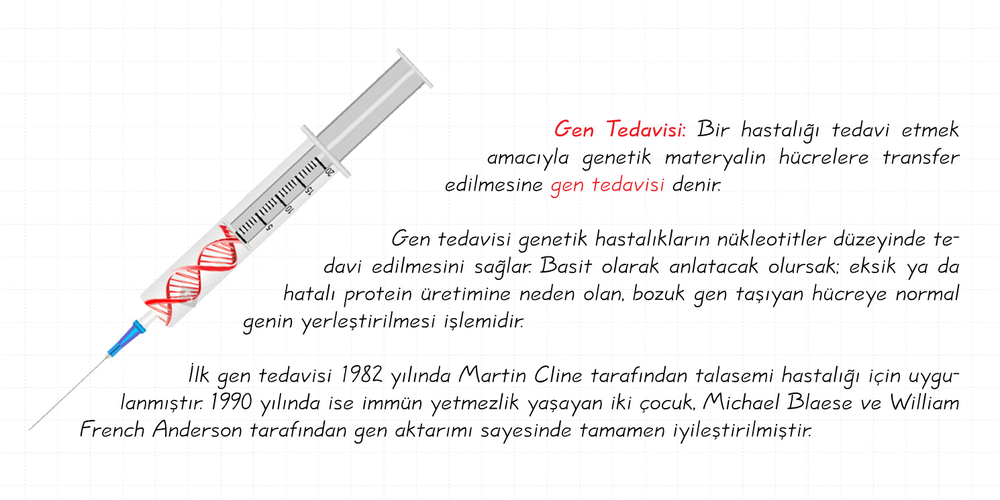 20
15
10
5
Gen Tedavisi: Bir hastalığı tedavi etmek
amacıyla genetik materyalin hücrelere transfer
edilmesine gen tedavisi denir.
Gen tedavisi genetik hastalıkların nükleotitler düzeyinde te-
davi edilmesini sağlar. Basit olarak anlatacak olursak; eksik ya da
hatalı protein üretimine neden olan, bozuk gen taşıyan hücreye normal
genin yerleştirilmesi işlemidir.
İlk gen tedavisi 1982 yılında Martin Cline tarafından talasemi hastalığı için uygu-
lanmıştır. 1990 yılında ise immün yetmezlik yaşayan iki çocuk, Michael Blaese ve William
French Anderson tarafından gen aktarımı sayesinde tamamen iyileştirilmiştir.